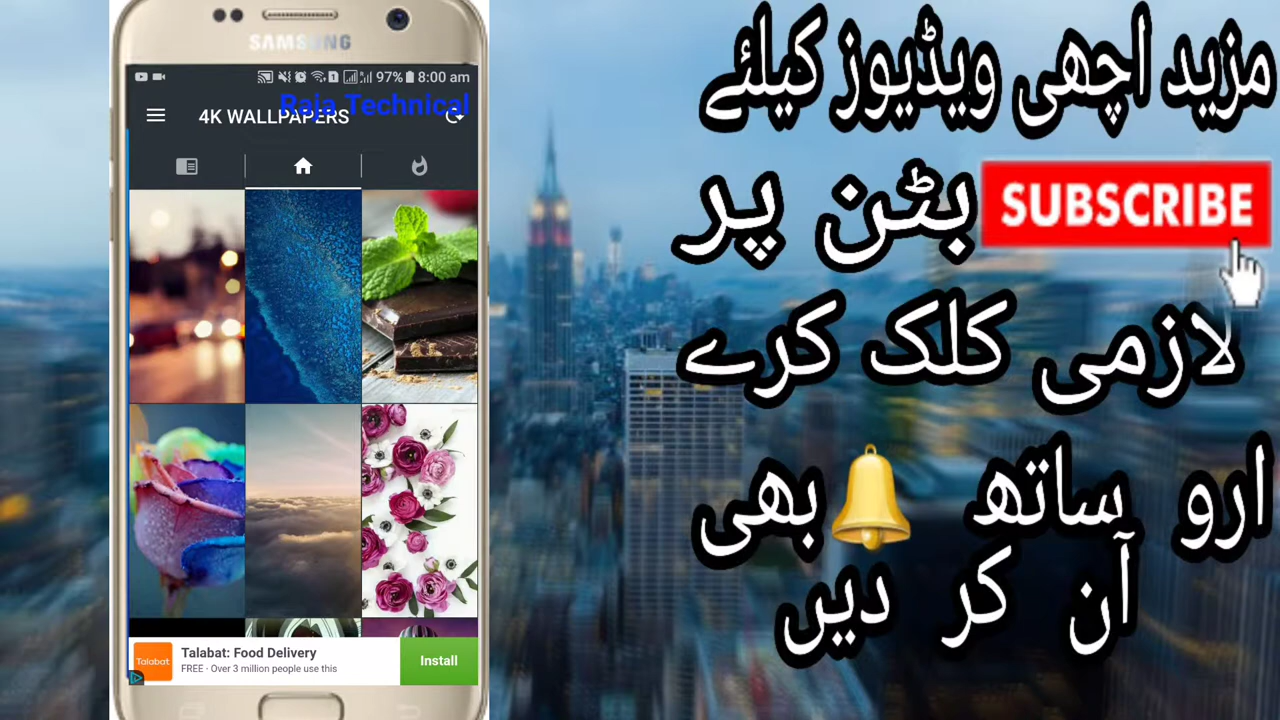 SAMSUNG
97% 8:00 am
Raja Technical
4K WALLPAPERS
Talabat: Food Delivery
FREE · Over 3 million people use this
Install
talabat
مزید اچھی ویڈیوز کیلئے
SUBSCRIBE بٹن پر
لازمی کلک کرے
ارو ساتھ 🔔 بھی
آن کر دیں